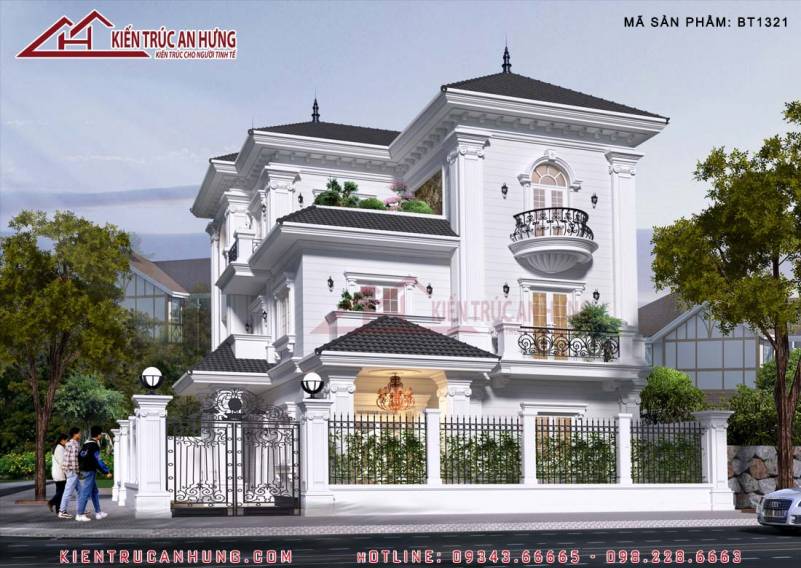 KIẾN TRÚC AN HƯNG
KIẾN TRÚC CHO NGƯỜI TINH TẾ
MÃ SẢN PHẨM: BT1321
KIẾN TRÚC AN HƯNG
KIENTRUCANHUNG.COM HOTLINE: 09343.66665 - 098.228.6663